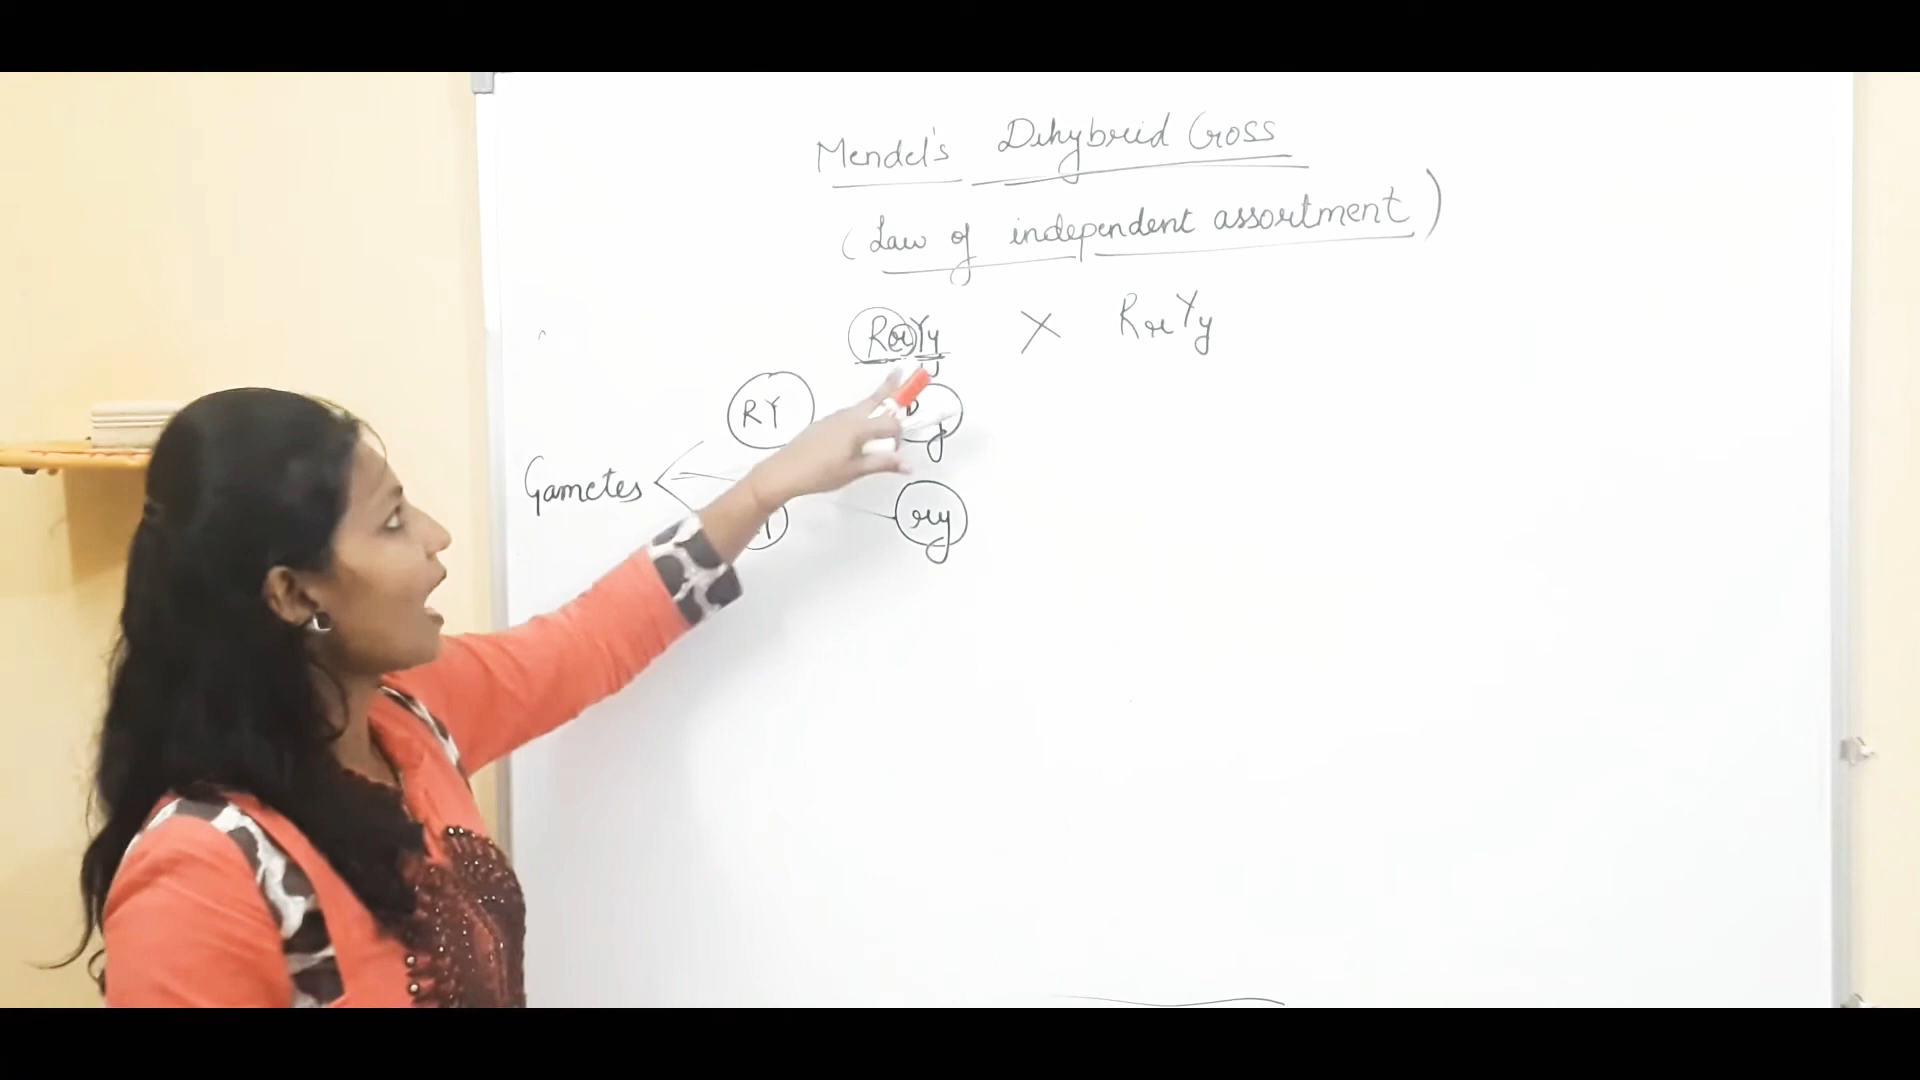 Mendel's Dihybrid Cross
(Law of independent assortment)
RrYy X RrYy
RY
Gametes
ry